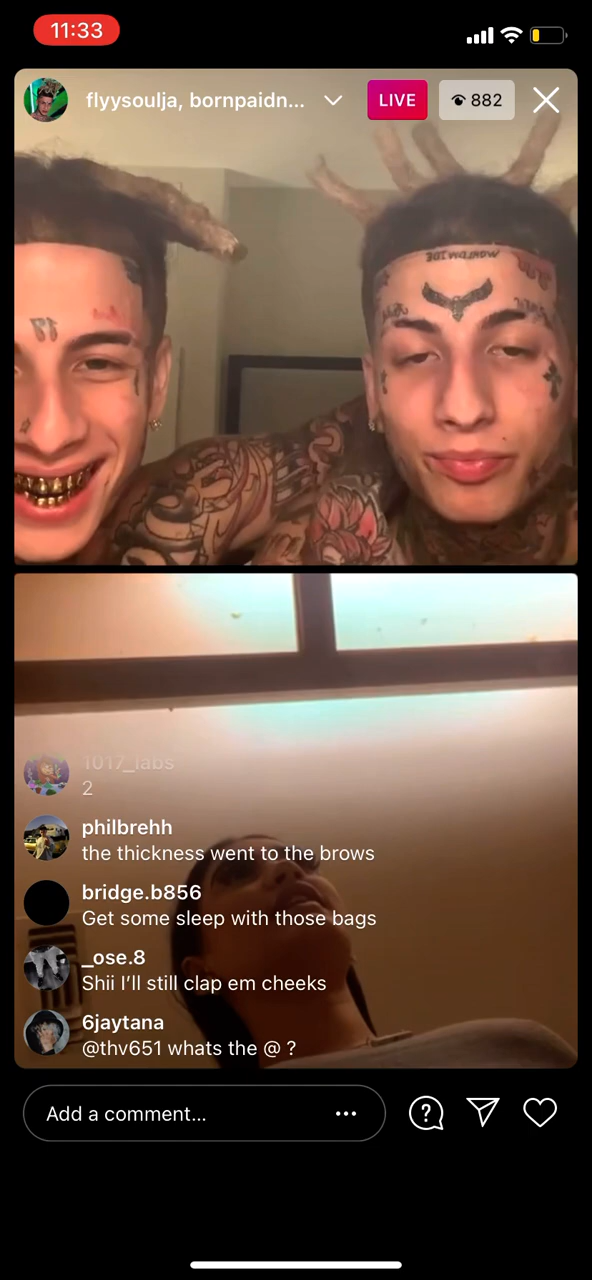 11:33
flyysoulja, bornpaidn...
LIVE
882
1017_labs
2
philbrehh
the thickness went to the brows
bridge.b856
Get some sleep with those bags
_ose.8
Shii I'll still clap em cheeks
6jaytana
@thv651 whats the @ ?
Add a comment...